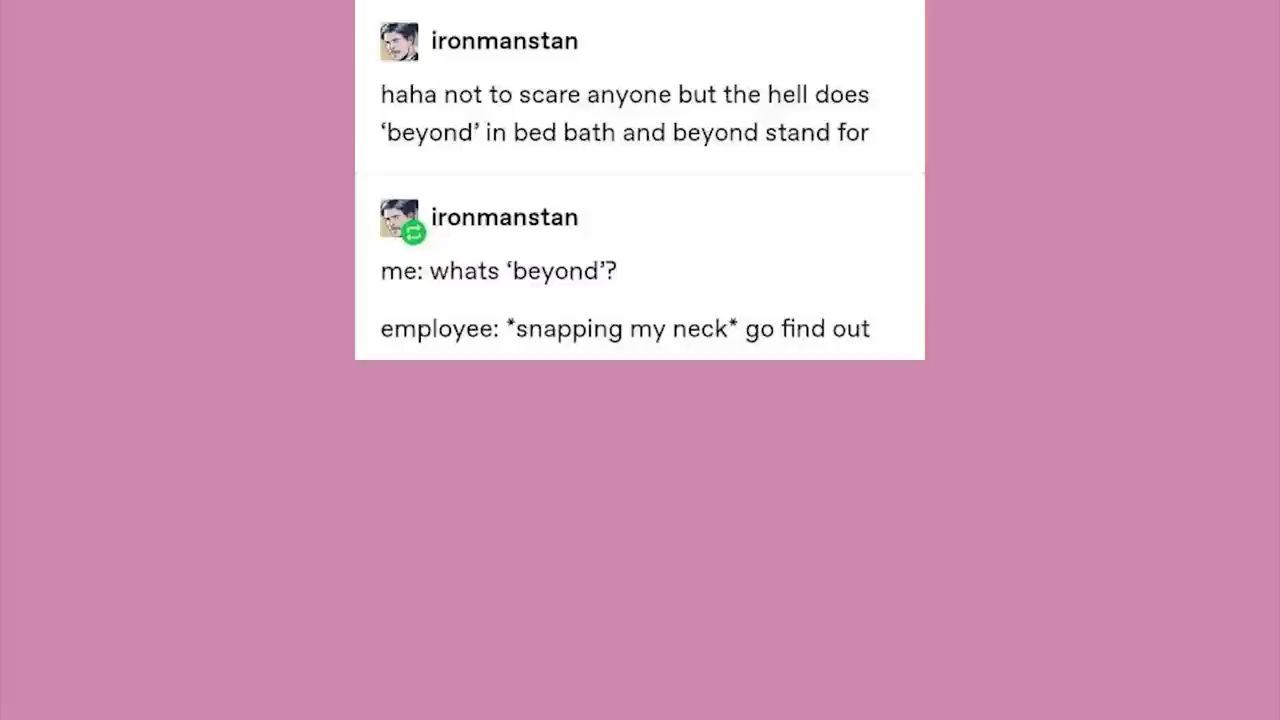 ironmanstan
haha not to scare anyone but the hell does
‘beyond’ in bed bath and beyond stand for
ironmanstan
me: whats ‘beyond’?
employee: *snapping my neck* go find out